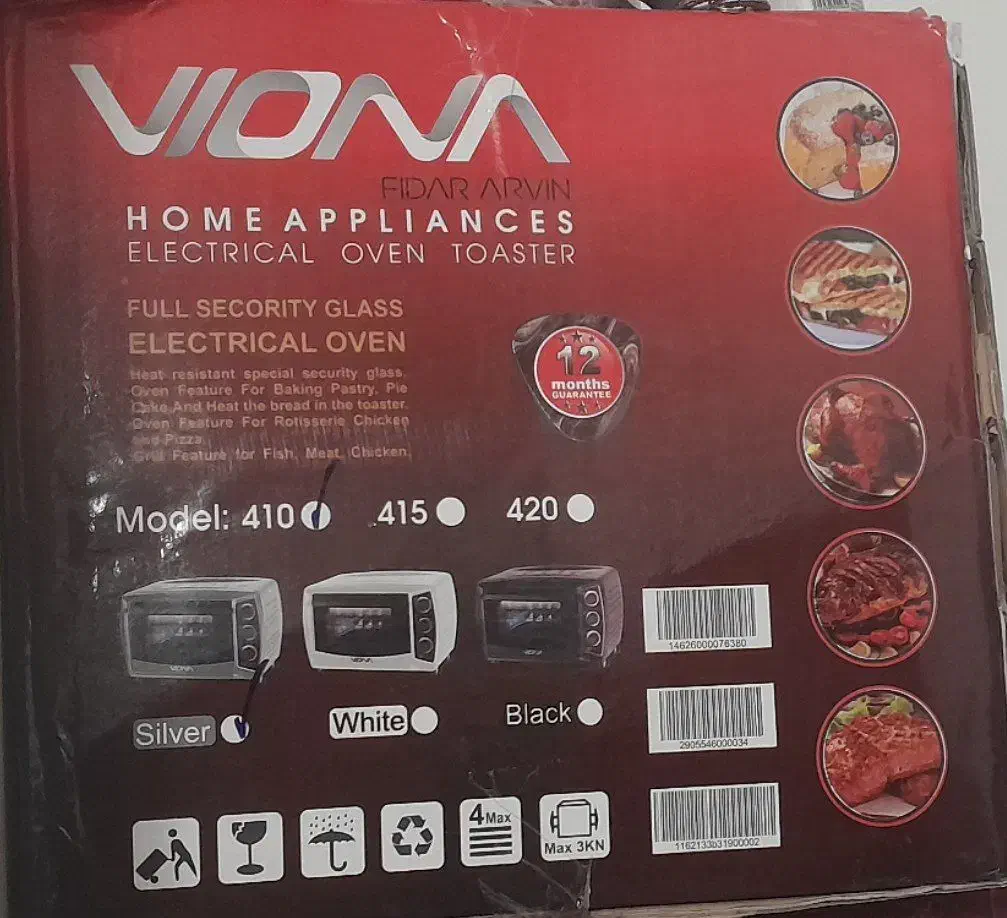 VIONA
FIDAR ARVIN
HOME APPLIANCES
ELECTRICAL OVEN TOASTER
FULL SECORITY GLASS
ELECTRICAL OVEN
Heat resistant special security glass.
Oven Feature For Baking Pastry, Pie
Cake And Heat the bread in the toaster.
Oven Feature For Rotisserie Chicken
and Pizza
Grill Feature for Fish, Meat, Chicken.
12
months
GUARANTEE
Model: 410 415 420
VIONA VIONA VIONA
14626000076380
Silver White Black
2905546000034
4 Max
Max 3KN
1162133b31900002